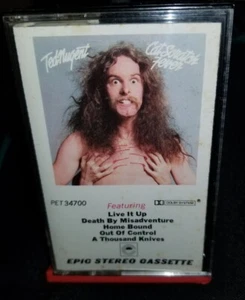 Ted Nugent
Cat Scratch
Fever
PET 34700
Featuring
Live It Up
Death By Misadventure
Home Bound
Out Of Control
A Thousand Knives
EPIC STEREO CASSETTE